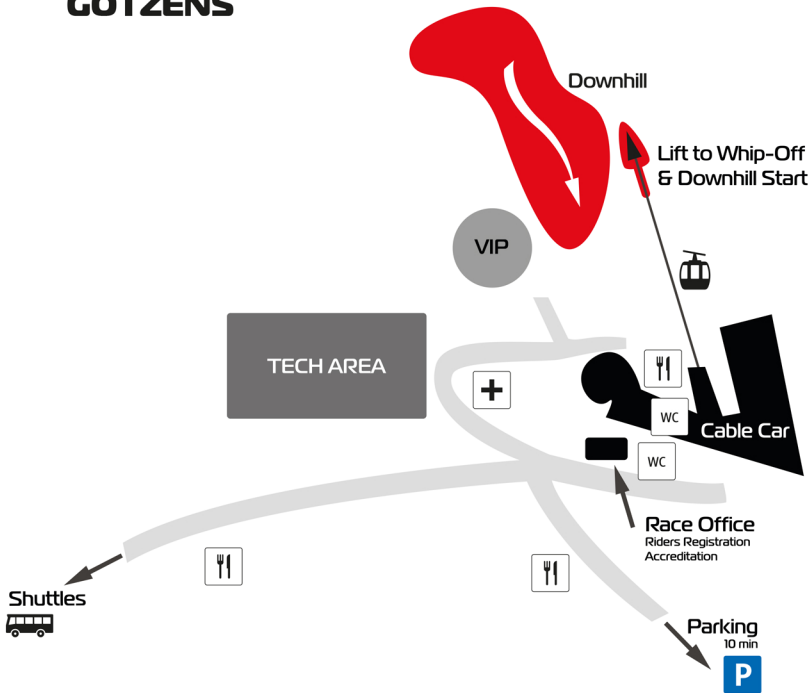 GÖTZENS
Downhill
Lift to Whip-Off
& Downhill Start
VIP
TECH AREA
WC
Cable Car
WC
Race Office
Riders Registration
Accreditation
Shuttles
Parking
10 min
P